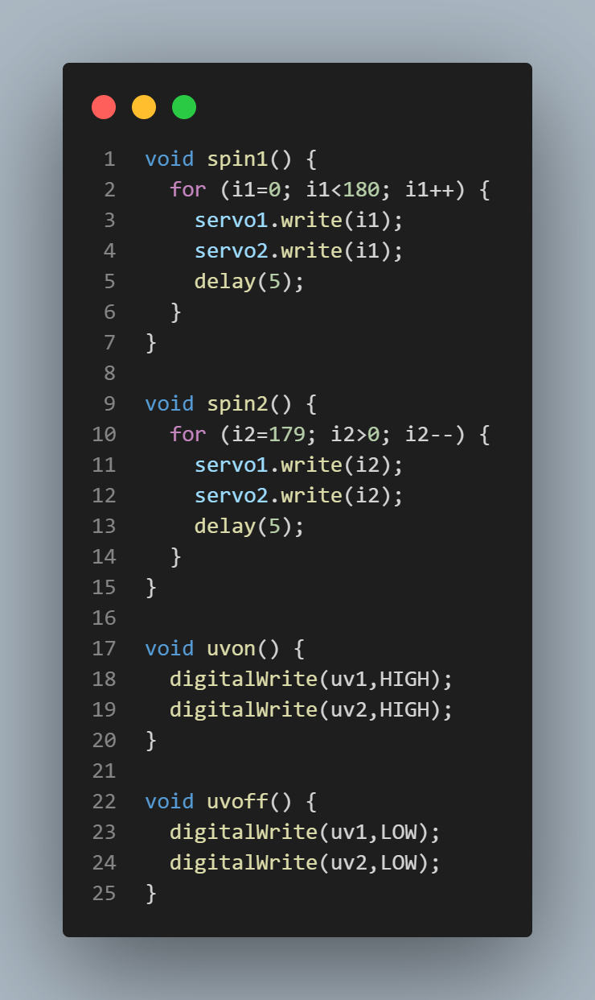 1 void spin1() {
2   for (i1=0; i1<180; i1++) {
3     servo1.write(i1);
4     servo2.write(i1);
5     delay(5);
6   }
7 }
8
9 void spin2() {
10   for (i2=179; i2>0; i2--) {
11     servo1.write(i2);
12     servo2.write(i2);
13     delay(5);
14   }
15 }
16
17 void uvon() {
18   digitalWrite(uv1,HIGH);
19   digitalWrite(uv2,HIGH);
20 }
21
22 void uvoff() {
23   digitalWrite(uv1,LOW);
24   digitalWrite(uv2,LOW);
25 }